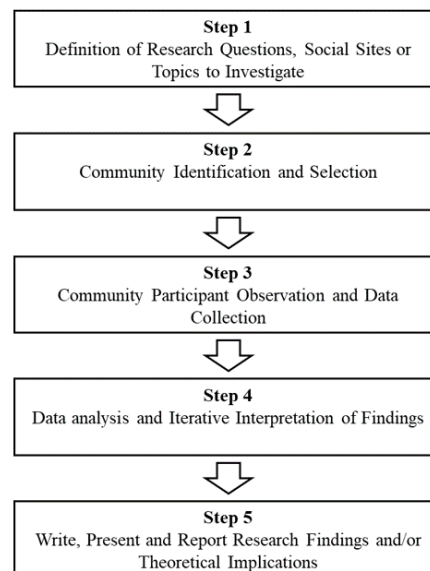 Step 1
Definition of Research Questions, Social Sites or
Topics to Investigate
Step 2
Community Identification and Selection
Step 3
Community Participant Observation and Data
Collection
Step 4
Data analysis and Iterative Interpretation of Findings
Step 5
Write, Present and Report Research Findings and/or
Theoretical Implications